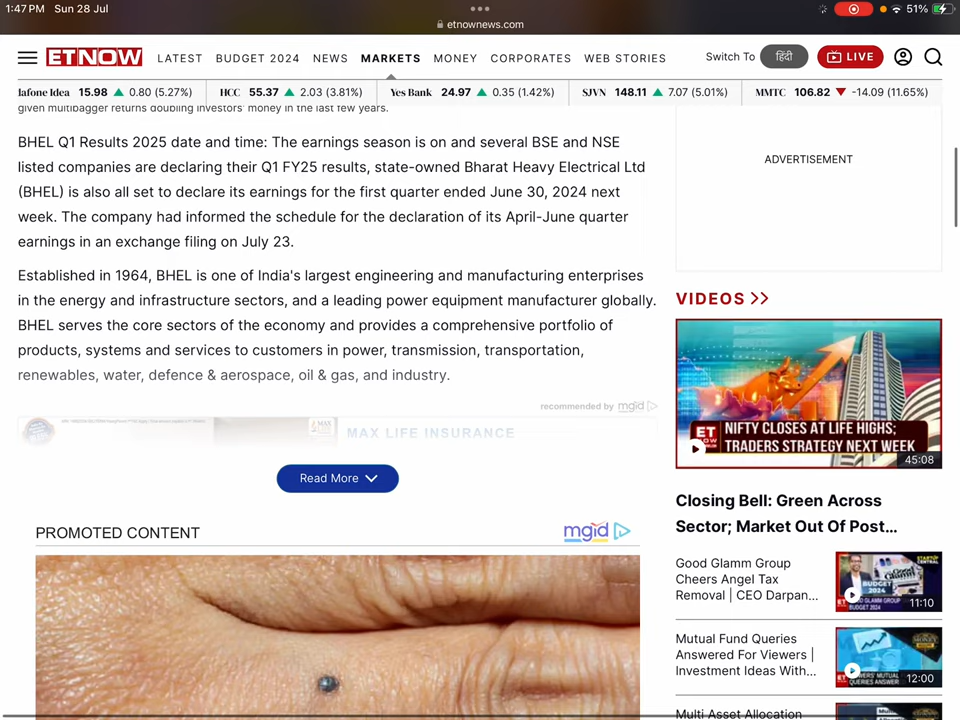 1:47 PM Sun 28 Jul
51%
etnownews.com
ET NOW
LATEST
BUDGET 2024
NEWS
MARKETS
MONEY
CORPORATES
WEB STORIES
Switch To
हिंदी
LIVE
dafone Idea 15.98 ▲ 0.80 (5.27%)
HCC 55.37 ▲ 2.03 (3.81%)
Yes Bank 24.97 ▲ 0.35 (1.42%)
SJVN 148.11 ▲ 7.07 (5.01%)
MMTC 106.82 ▼ -14.09 (11.65%)
given multibagger returns doubling investors' money in the last few years.
BHEL Q1 Results 2025 date and time: The earnings season is on and several BSE and NSE
listed companies are declaring their Q1 FY25 results, state-owned Bharat Heavy Electrical Ltd
(BHEL) is also all set to declare its earnings for the first quarter ended June 30, 2024 next
week. The company had informed the schedule for the declaration of its April-June quarter
earnings in an exchange filing on July 23.
Established in 1964, BHEL is one of India's largest engineering and manufacturing enterprises
in the energy and infrastructure sectors, and a leading power equipment manufacturer globally.
BHEL serves the core sectors of the economy and provides a comprehensive portfolio of
products, systems and services to customers in power, transmission, transportation,
renewables, water, defence & aerospace, oil & gas, and industry.
recommended by mgid
MAX LIFE INSURANCE
Read More
PROMOTED CONTENT
mgid
ADVERTISEMENT
VIDEOS >>
ET NOW
NIFTY CLOSES AT LIFE HIGHS;
TRADERS STRATEGY NEXT WEEK
45:08
Closing Bell: Green Across
Sector; Market Out Of Post...
Good Glamm Group
Cheers Angel Tax
Removal | CEO Darpan...
11:10
Mutual Fund Queries
Answered For Viewers |
Investment Ideas With...
12:00
Multi Asset Allocation